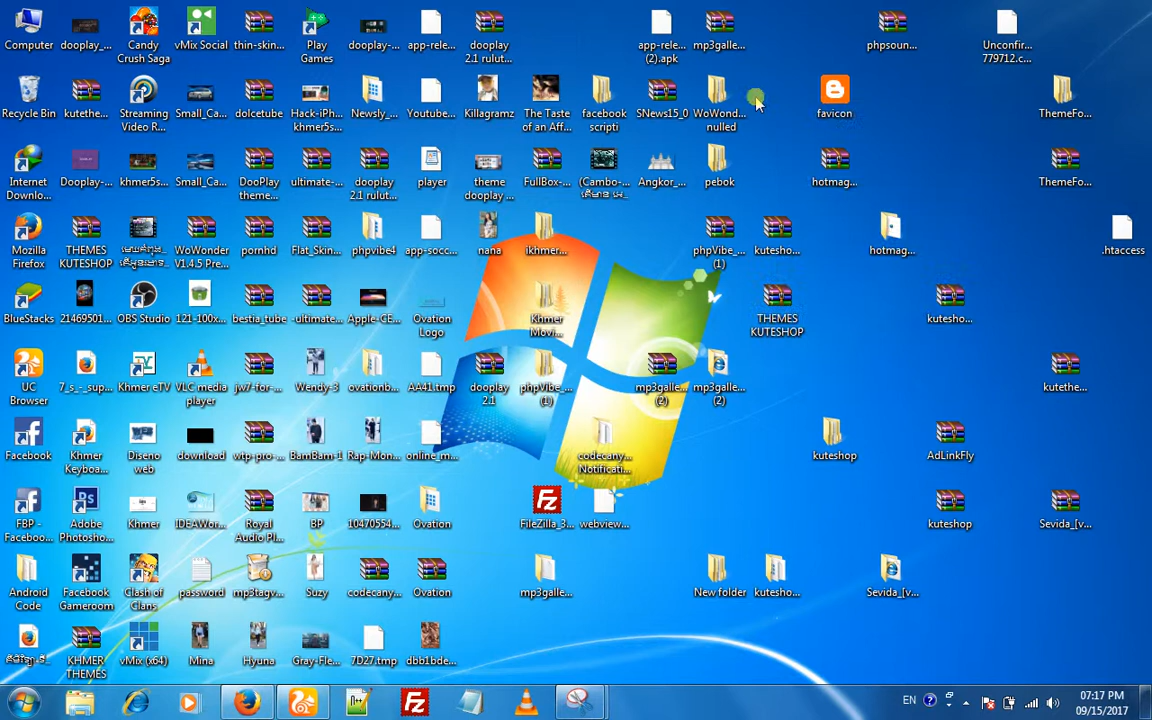 Computer
dooplay_...
Candy
Crush Saga
vMix Social
thin-skin...
Play
Games
dooplay-...
app-rele...
dooplay
2.1 rulut...
app-rele...
(2).apk
mp3galle...
phpsoun...
Unconfir...
779712.c...
Recycle Bin
kutethe...
Streaming
Video R...
Small_Ca...
dolcetube
Hack-iPh...
khmer5s...
Newsly_...
Youtube...
Killagramz
The Taste
of an Aff...
facebook
scripti
SNews15_0
WoWond...
nulled
favicon
ThemeFo...
Internet
Downlo...
Dooplay-...
khmer5s...
Small_Ca...
DooPlay
theme...
ultimate-...
dooplay
2.1 rulut...
player
theme
dooplay ...
FullBox-...
(Cambo-...
Angkor_...
pebok
hotmag...
ThemeFo...
Mozilla
Firefox
THEMES
KUTESHOP
WoWonder
V1.4.5 Pre...
pornhd
Flat_Skin...
phpvibe4
app-socc...
nana
ikhmer...
phpVibe_...
(1)
kutesho...
hotmag...
.htaccess
BlueStacks
21469501...
OBS Studio
121-100x...
bestia_tube
-ultimate...
Apple-CE...
Ovation
Logo
Khmer
Movi...
THEMES
KUTESHOP
kutesho...
UC
Browser
7_s_-_sup...
Khmer eTV
VLC media
player
jw7-for-...
Wendy-3
ovationb...
AA41.tmp
dooplay
2.1
phpVibe_...
(1)
mp3galle...
(2)
mp3galle...
(2)
kutethe...
Facebook
Khmer
Keyboa...
Diseno
web
download
wtp-pro-...
BamBam-1
Rap-Mon...
online_m...
codecany...
Notificati...
kuteshop
AdLinkFly
FBP -
Faceboo...
Adobe
Photosho...
Khmer
IDEAWor...
Royal
Audio Pl...
BP
10470554...
Ovation
FileZilla_3...
webview...
kuteshop
Sevida_[v...
Android
Code
Facebook
Gameroom
Clash of
Clans
password
mp3tagv...
Suzy
codecany...
Ovation
mp3galle...
New folder
kutesho...
Sevida_[v...
KHMER
THEMES
vMix (x64)
Mina
Hyuna
Gray-Fle...
7D27.tmp
dbb1bde...
EN
07:17 PM
09/15/2017